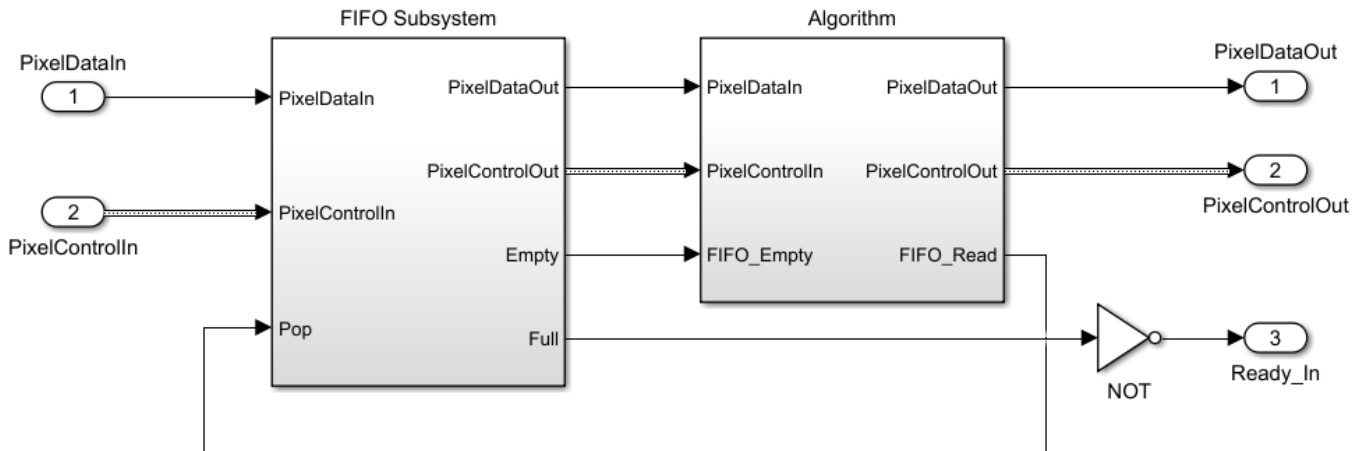 FIFO Subsystem
Algorithm
PixelDataIn
1
PixelDataIn
PixelDataOut
PixelDataIn
PixelDataOut
PixelDataOut
1
PixelControlOut
PixelControlIn
PixelControlOut
2
PixelControlOut
2
PixelControlIn
PixelControlIn
Empty
FIFO_Empty
FIFO_Read
Pop
Full
NOT
3
Ready_In